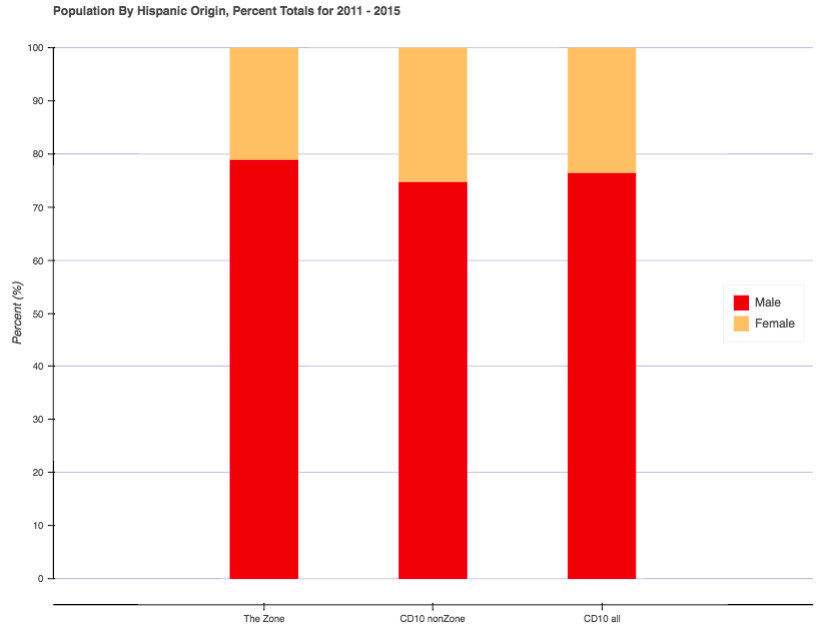 Population By Hispanic Origin, Percent Totals for 2011 - 2015
100
90
80
70
60
50
40
30
20
10
0
Percent (%)
Male
Female
The Zone
CD10 nonZone
CD10 all